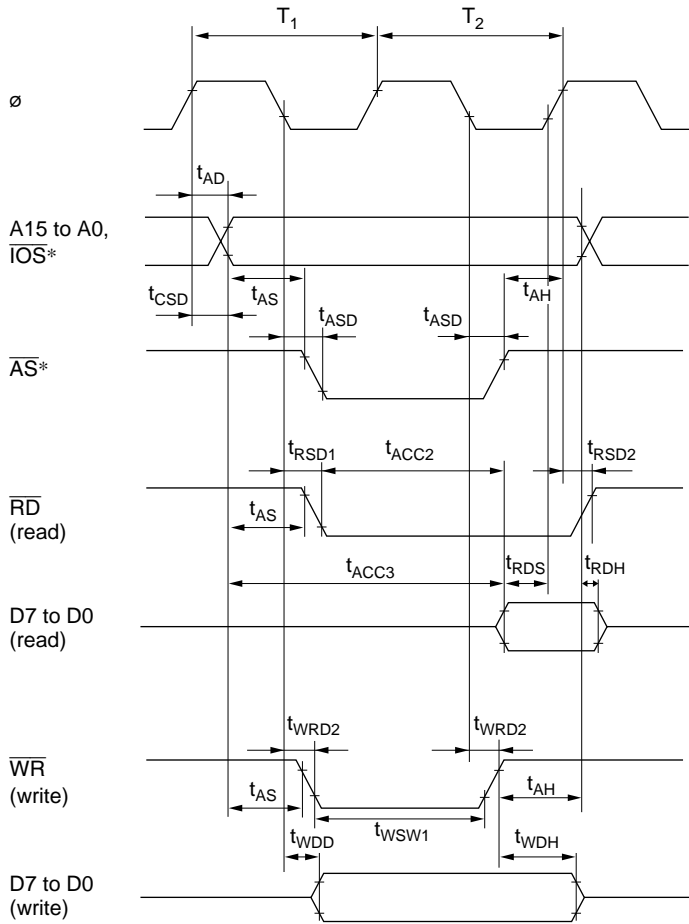 T1 T2
ø
tAD
A15 to A0,
IOS*
tCSD tAS tAH
tASD tASD
AS*
tRSD1 tACC2 tRSD2
RD
(read)
tAS
tACC3 tRDS tRDH
D7 to D0
(read)
tWRD2 tWRD2
WR
(write)
tAS tAH
tWSW1
tWDD tWDH
D7 to D0
(write)